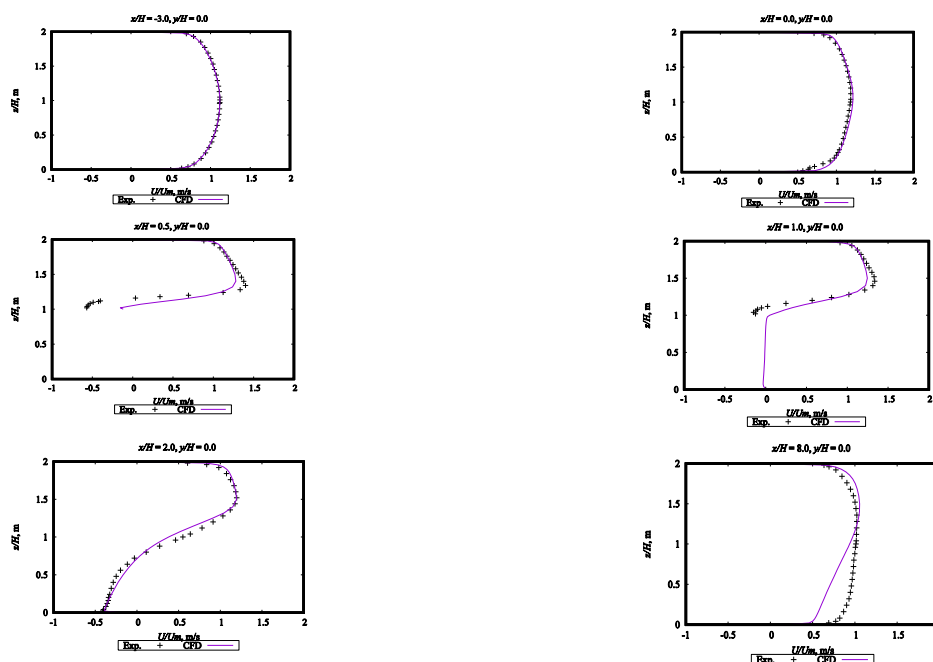 x/H = -3.0, y/H = 0.0
2
1.5
z/H, m
1
0.5
0
-1 -0.5 0 0.5 1 1.5 2
U/Um, m/s
Exp. + CFD
x/H = 0.0, y/H = 0.0
2
1.5
z/H, m
1
0.5
0
-1 -0.5 0 0.5 1 1.5 2
U/Um, m/s
Exp. + CFD
x/H = 0.5, y/H = 0.0
2
1.5
z/H, m
1
0.5
0
-1 -0.5 0 0.5 1 1.5 2
U/Um, m/s
Exp. + CFD
x/H = 1.0, y/H = 0.0
2
1.5
z/H, m
1
0.5
0
-1 -0.5 0 0.5 1 1.5 2
U/Um, m/s
Exp. + CFD
x/H = 2.0, y/H = 0.0
2
1.5
z/H, m
1
0.5
0
-1 -0.5 0 0.5 1 1.5 2
U/Um, m/s
Exp. + CFD
x/H = 8.0, y/H = 0.0
2
1.5
z/H, m
1
0.5
0
-1 -0.5 0 0.5 1 1.5 2
U/Um, m/s
Exp. + CFD